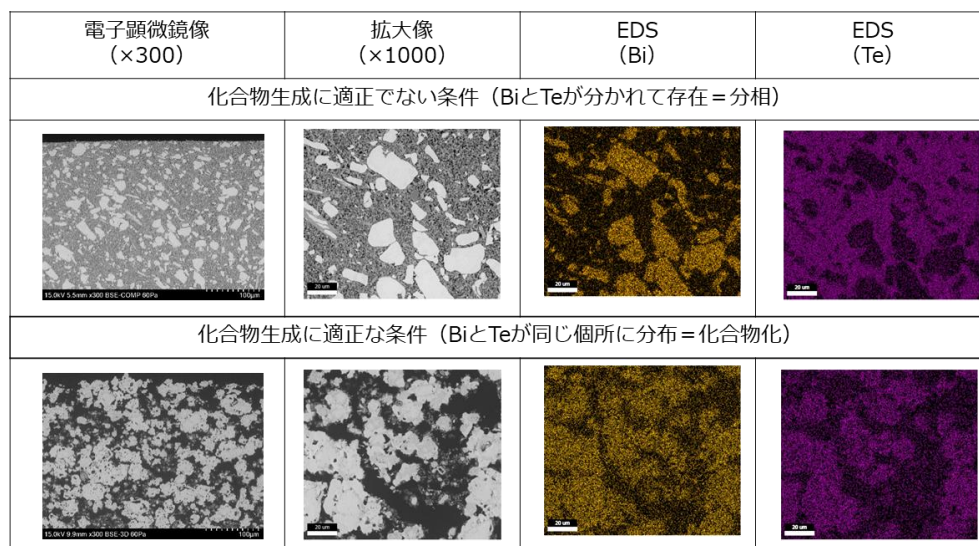 電子顕微鏡像
（×300）
拡大像
（×1000）
EDS
（Bi）
EDS
（Te）
化合物生成に適正でない条件（BiとTeが分かれて存在＝分相）
15.0kV 5.5mm x300 BSE-COMP 60Pa
100μm
20 um
20 um
20 um
化合物生成に適正な条件（BiとTeが同じ個所に分布＝化合物化）
15.0kV 9.9mm x300 BSE-3D 60Pa
100μm
20 um
20 um
20 um